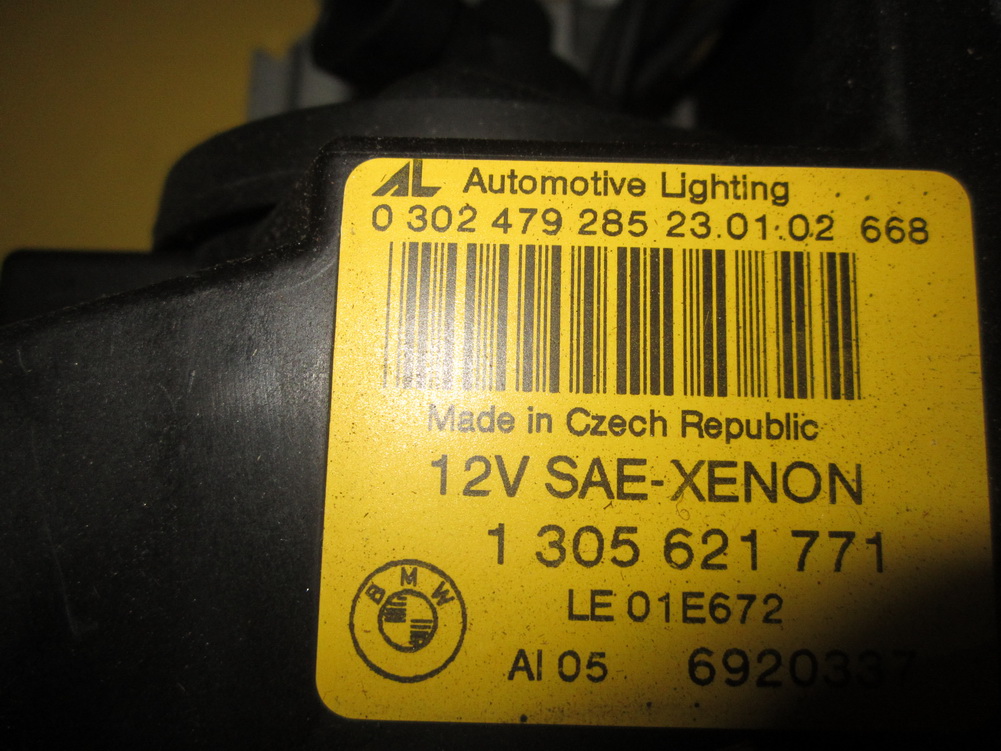 AL Automotive Lighting
0 302 479 285 23.01.02 668
Made in Czech Republic
12V SAE-XENON
1 305 621 771
LE 01E672
BMW
Al 05 6920337